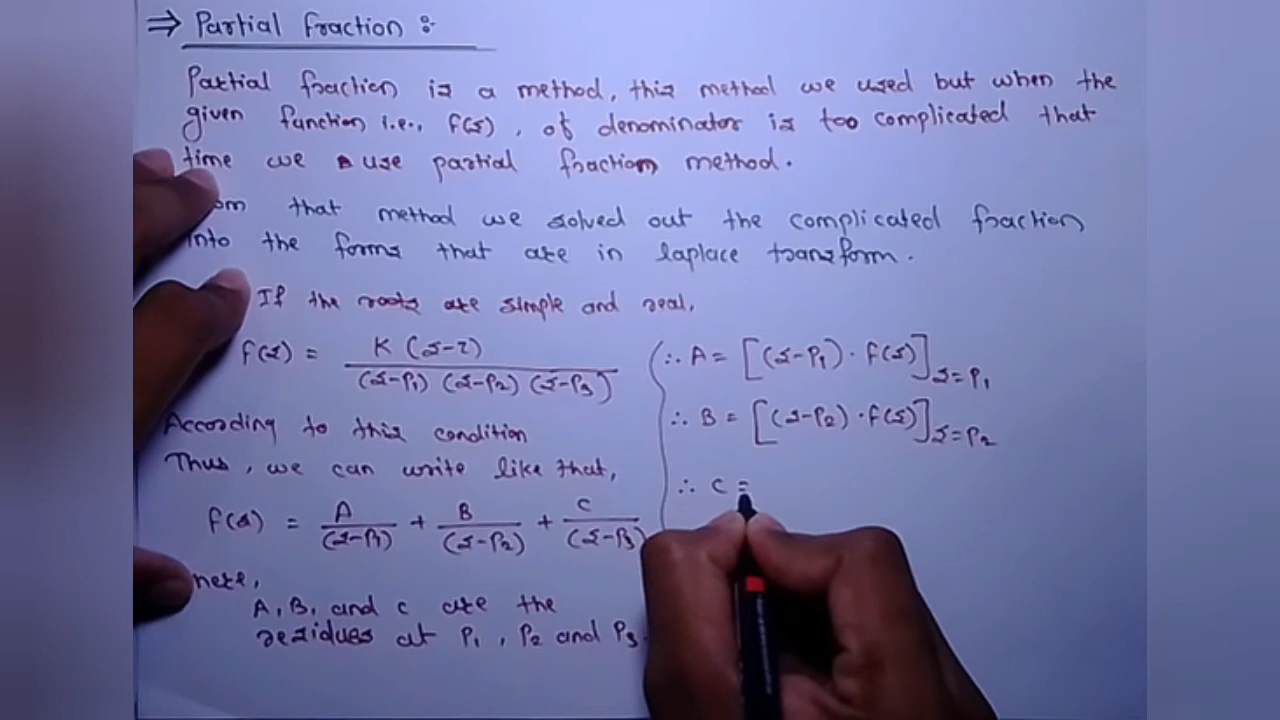 ⇒ Partial fraction :-
Partial fraction is a method, this method we used but when the
given function i.e., f(s), of denominator is too complicated that
time we use partial fraction method.
that method we solved out the complicated fraction
into the forms that are in laplace transform.
If the roots are simple and real,
f(s) = K (s-z) / (s-P1) (s-P2) (s-P3)
According to this condition
Thus, we can write like that,
f(s) = A/(s-P1) + B/(s-P2) + C/(s-P3)
here,
A, B, and C are the
residues at P1, P2 and P3.
∴ A = [(s-P1) · f(s)] s=P1
∴ B = [(s-P2) · f(s)] s=P2
∴ C =